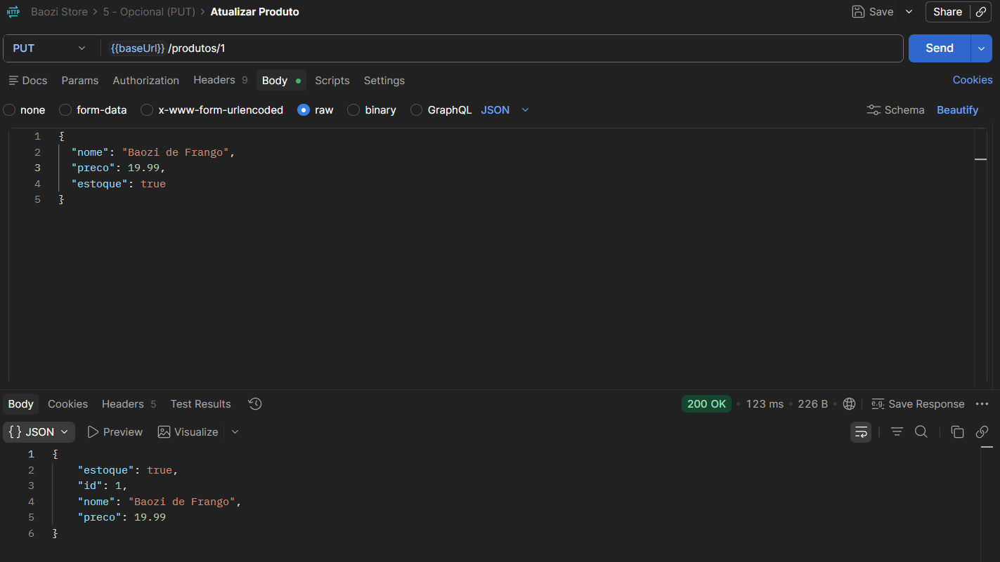 HTTP Baozi Store > 5 - Opcional (PUT) > Atualizar Produto Save Share
PUT {{baseUrl}} /produtos/1 Send
Docs Params Authorization Headers 9 Body Scripts Settings Cookies
none form-data x-www-form-urlencoded raw binary GraphQL JSON Schema Beautify
1 {
2 "nome": "Baozi de Frango",
3 "preco": 19.99,
4 "estoque": true
5 }
Body Cookies Headers 5 Test Results 200 OK • 123 ms • 226 B • e.g. Save Response
{} JSON Preview Visualize
1 {
2 "estoque": true,
3 "id": 1,
4 "nome": "Baozi de Frango",
5 "preco": 19.99
6 }